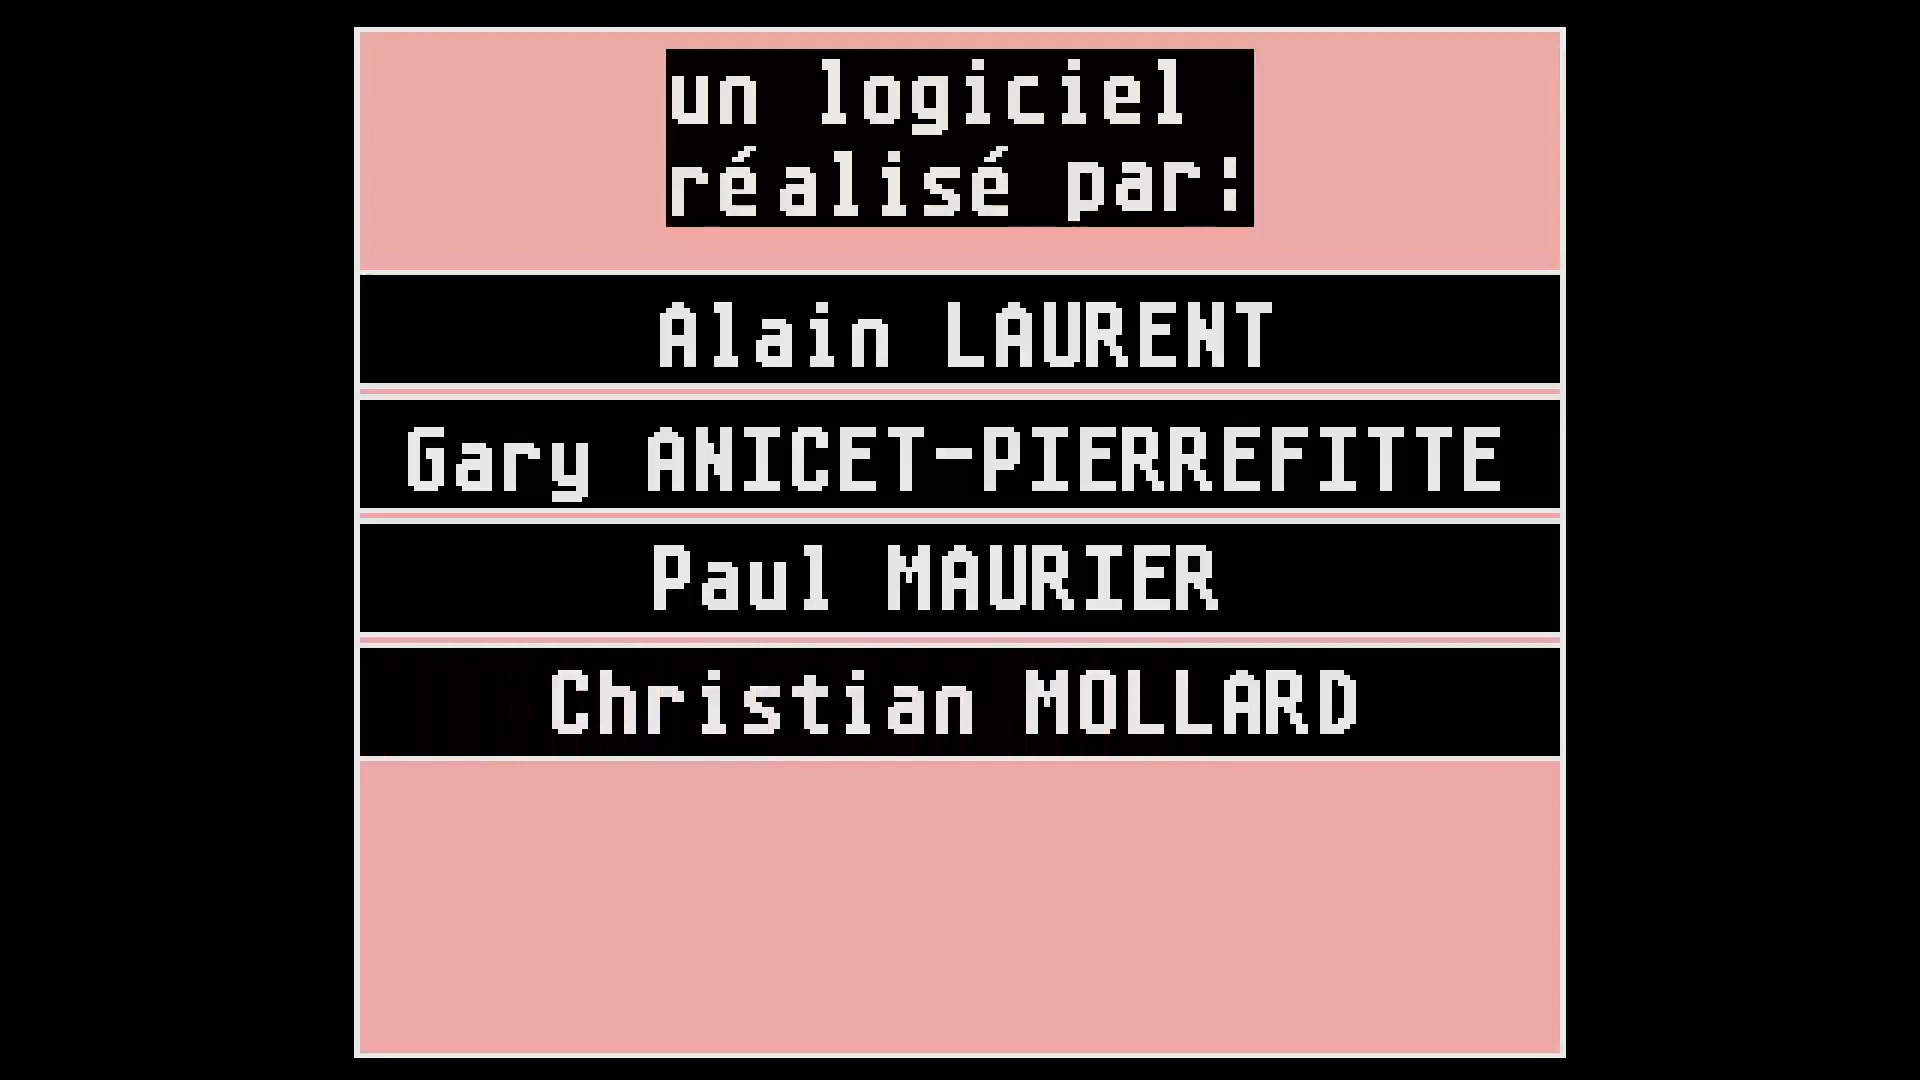 un logiciel
réalisé par:
Alain LAURENT
Gary ANICET-PIERREFITTE
Paul MAURIER
Christian MOLLARD